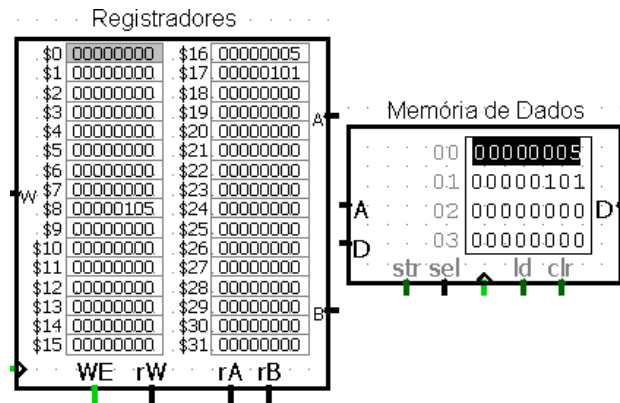 Registradores
$0 00000000 $16 00000005
$1 00000000 $17 00000101
$2 00000000 $18 00000000
$3 00000000 $19 00000000
$4 00000000 $20 00000000
$5 00000000 $21 00000000
$6 00000000 $22 00000000
$7 00000000 $23 00000000
$8 00000105 $24 00000000
$9 00000000 $25 00000000
$10 00000000 $26 00000000
$11 00000000 $27 00000000
$12 00000000 $28 00000000
$13 00000000 $29 00000000
$14 00000000 $30 00000000
$15 00000000 $31 00000000
W
A
B
WE rW rA rB
Memória de Dados
00 00000005
01 00000101
02 00000000
03 00000000
A
D
D
str sel ld clr